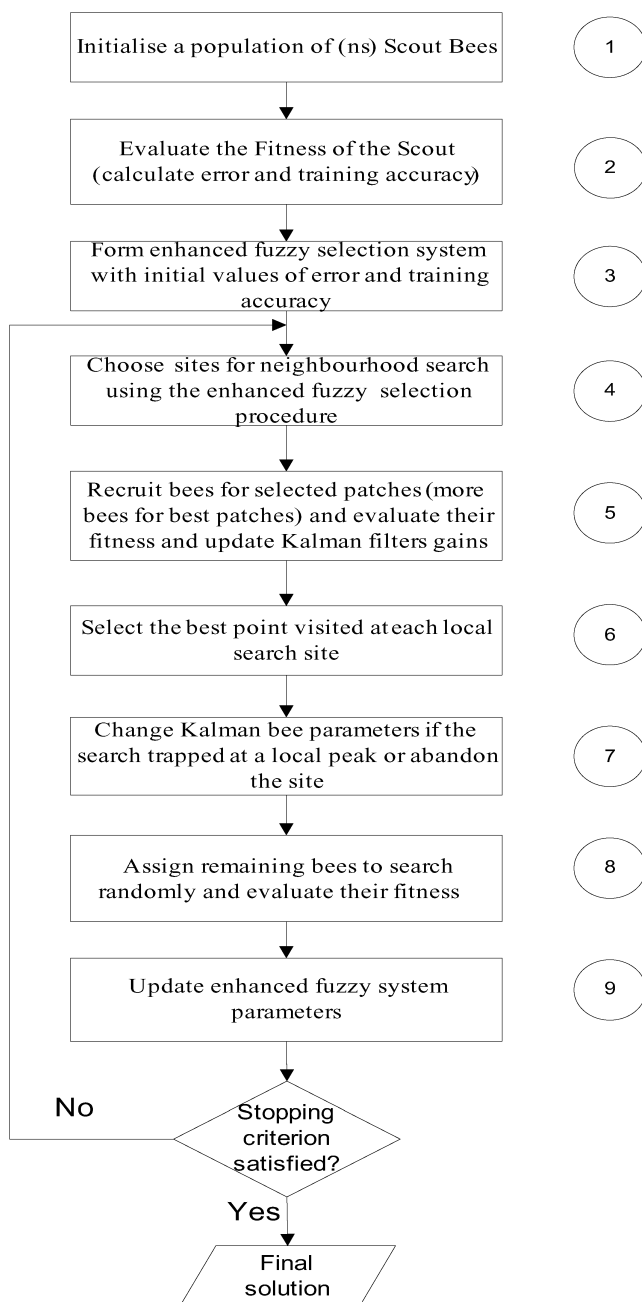 Initialise a population of (ns) Scout Bees
1
Evaluate the Fitness of the Scout
(calculate error and training accuracy)
2
Form enhanced fuzzy selection system
with initial values of error and training
accuracy
3
Choose sites for neighbourhood search
using the enhanced fuzzy selection
procedure
4
Recruit bees for selected patches (more
bees for best patches) and evaluate their
fitness and update Kalman filters gains
5
Select the best point visited at each local
search site
6
Change Kalman bee parameters if the
search trapped at a local peak or abandon
the site
7
Assign remaining bees to search
randomly and evaluate their fitness
8
Update enhanced fuzzy system
parameters
9
No
Stopping
criterion
satisfied?
Yes
Final
solution